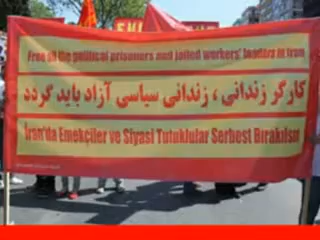 Free all the political prisoners and jailed workers' leaders in Iran
کارگر زندانی ، زندانی سیاسی آزاد باید گردد
İran'da Emekçiler ve Siyasi Tutuklular Serbest Bırakılsın